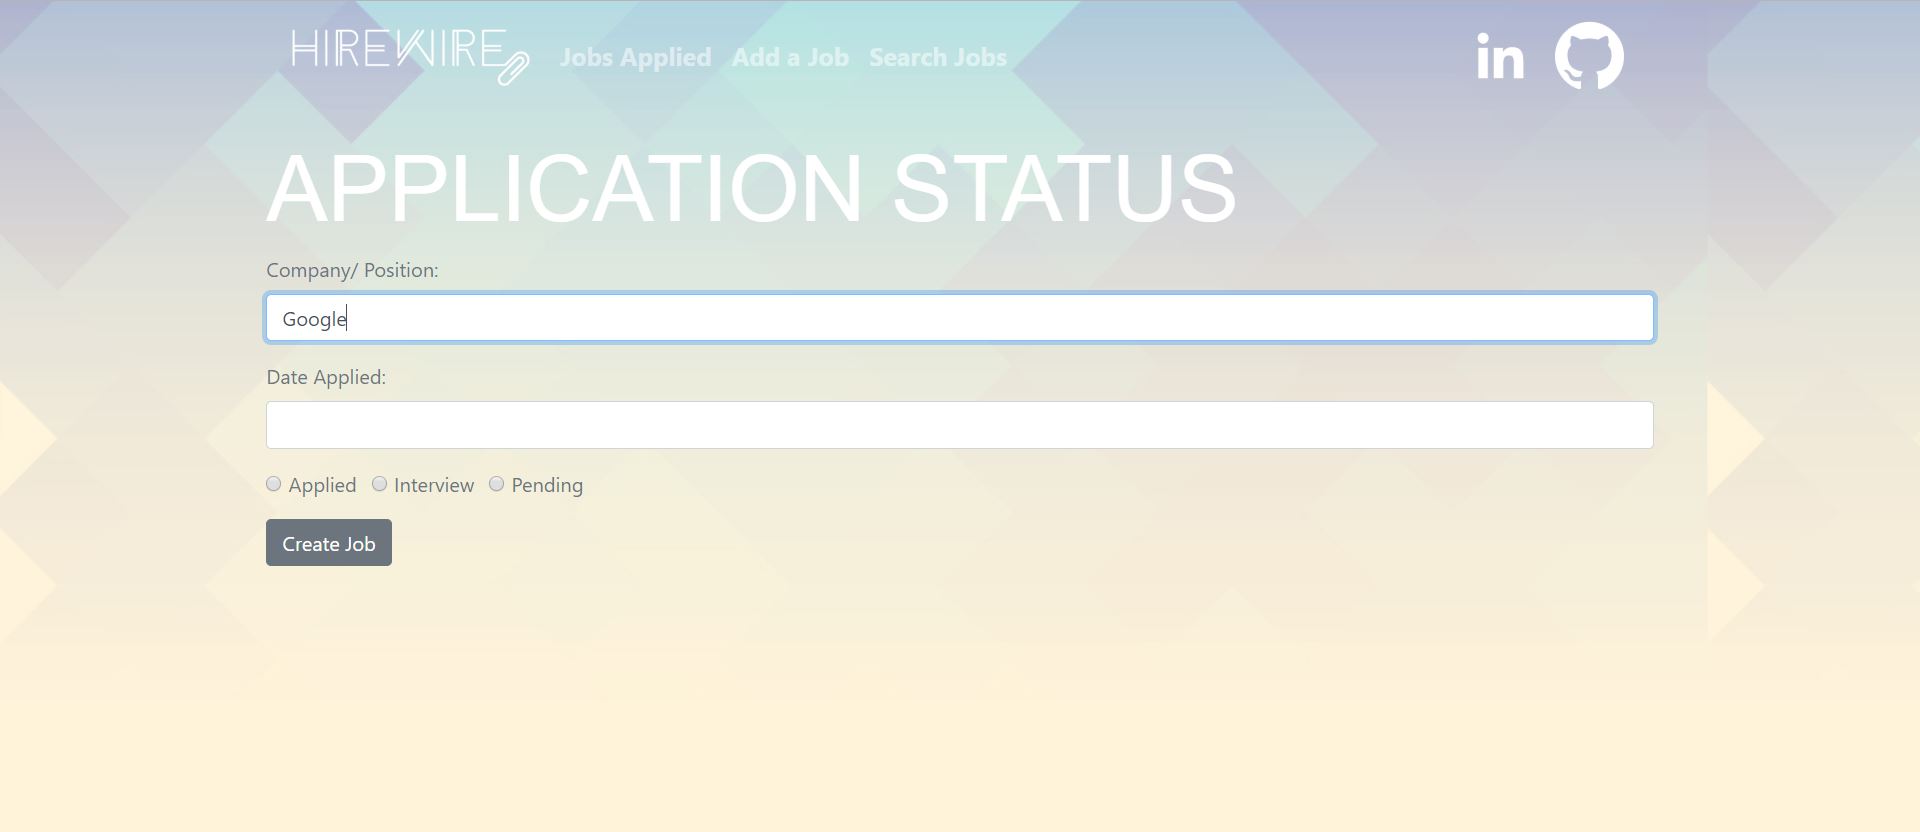 HIREWIRE Jobs Applied Add a Job Search Jobs in
APPLICATION STATUS
Company/ Position:
Google
Date Applied:
Applied Interview Pending
Create Job